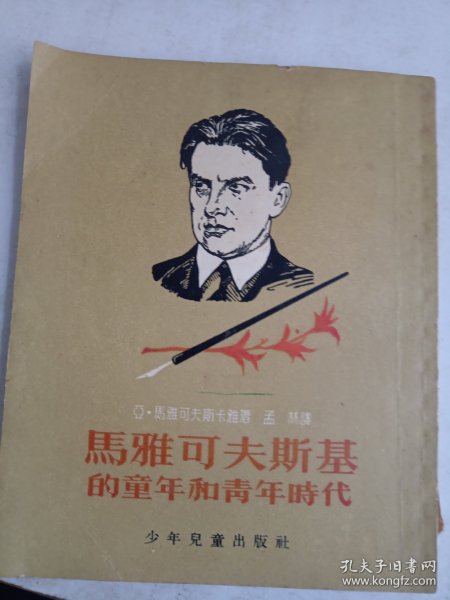 亞·馬雅可夫斯卡雅著 孟 林譯
馬雅可夫斯基
的童年和青年時代
少年兒童出版社
孔夫子旧书网
www.kongfz.com